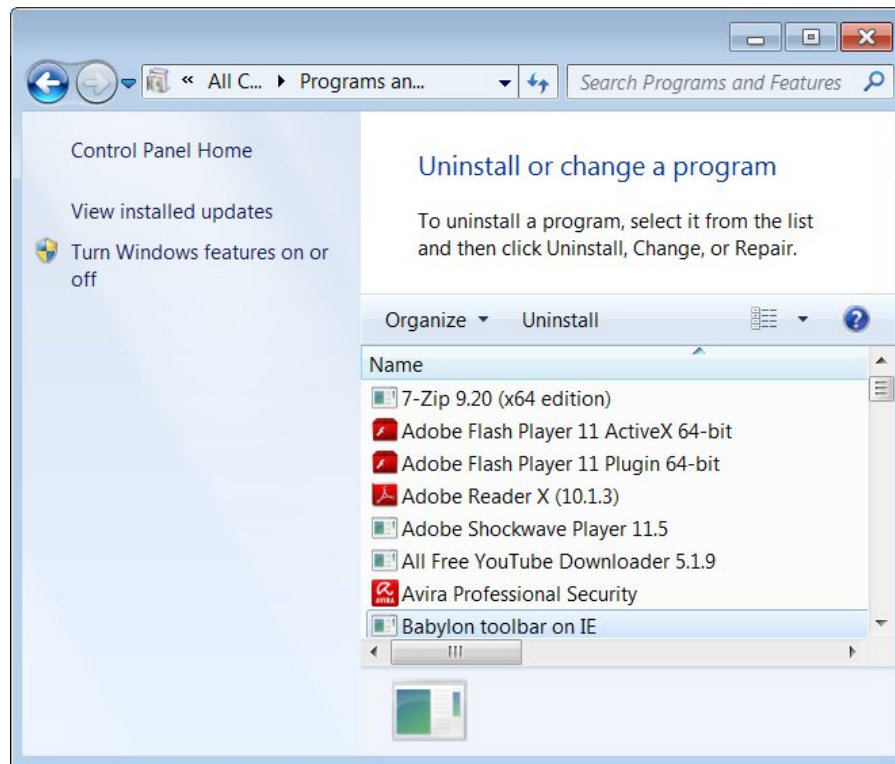 « All C... Programs an...
Search Programs and Features
Control Panel Home
View installed updates
Turn Windows features on or
off
Uninstall or change a program
To uninstall a program, select it from the list
and then click Uninstall, Change, or Repair.
Organize Uninstall
?
Name
7-Zip 9.20 (x64 edition)
Adobe Flash Player 11 ActiveX 64-bit
Adobe Flash Player 11 Plugin 64-bit
Adobe Reader X (10.1.3)
Adobe Shockwave Player 11.5
All Free YouTube Downloader 5.1.9
AVIRA Avira Professional Security
Babylon toolbar on IE